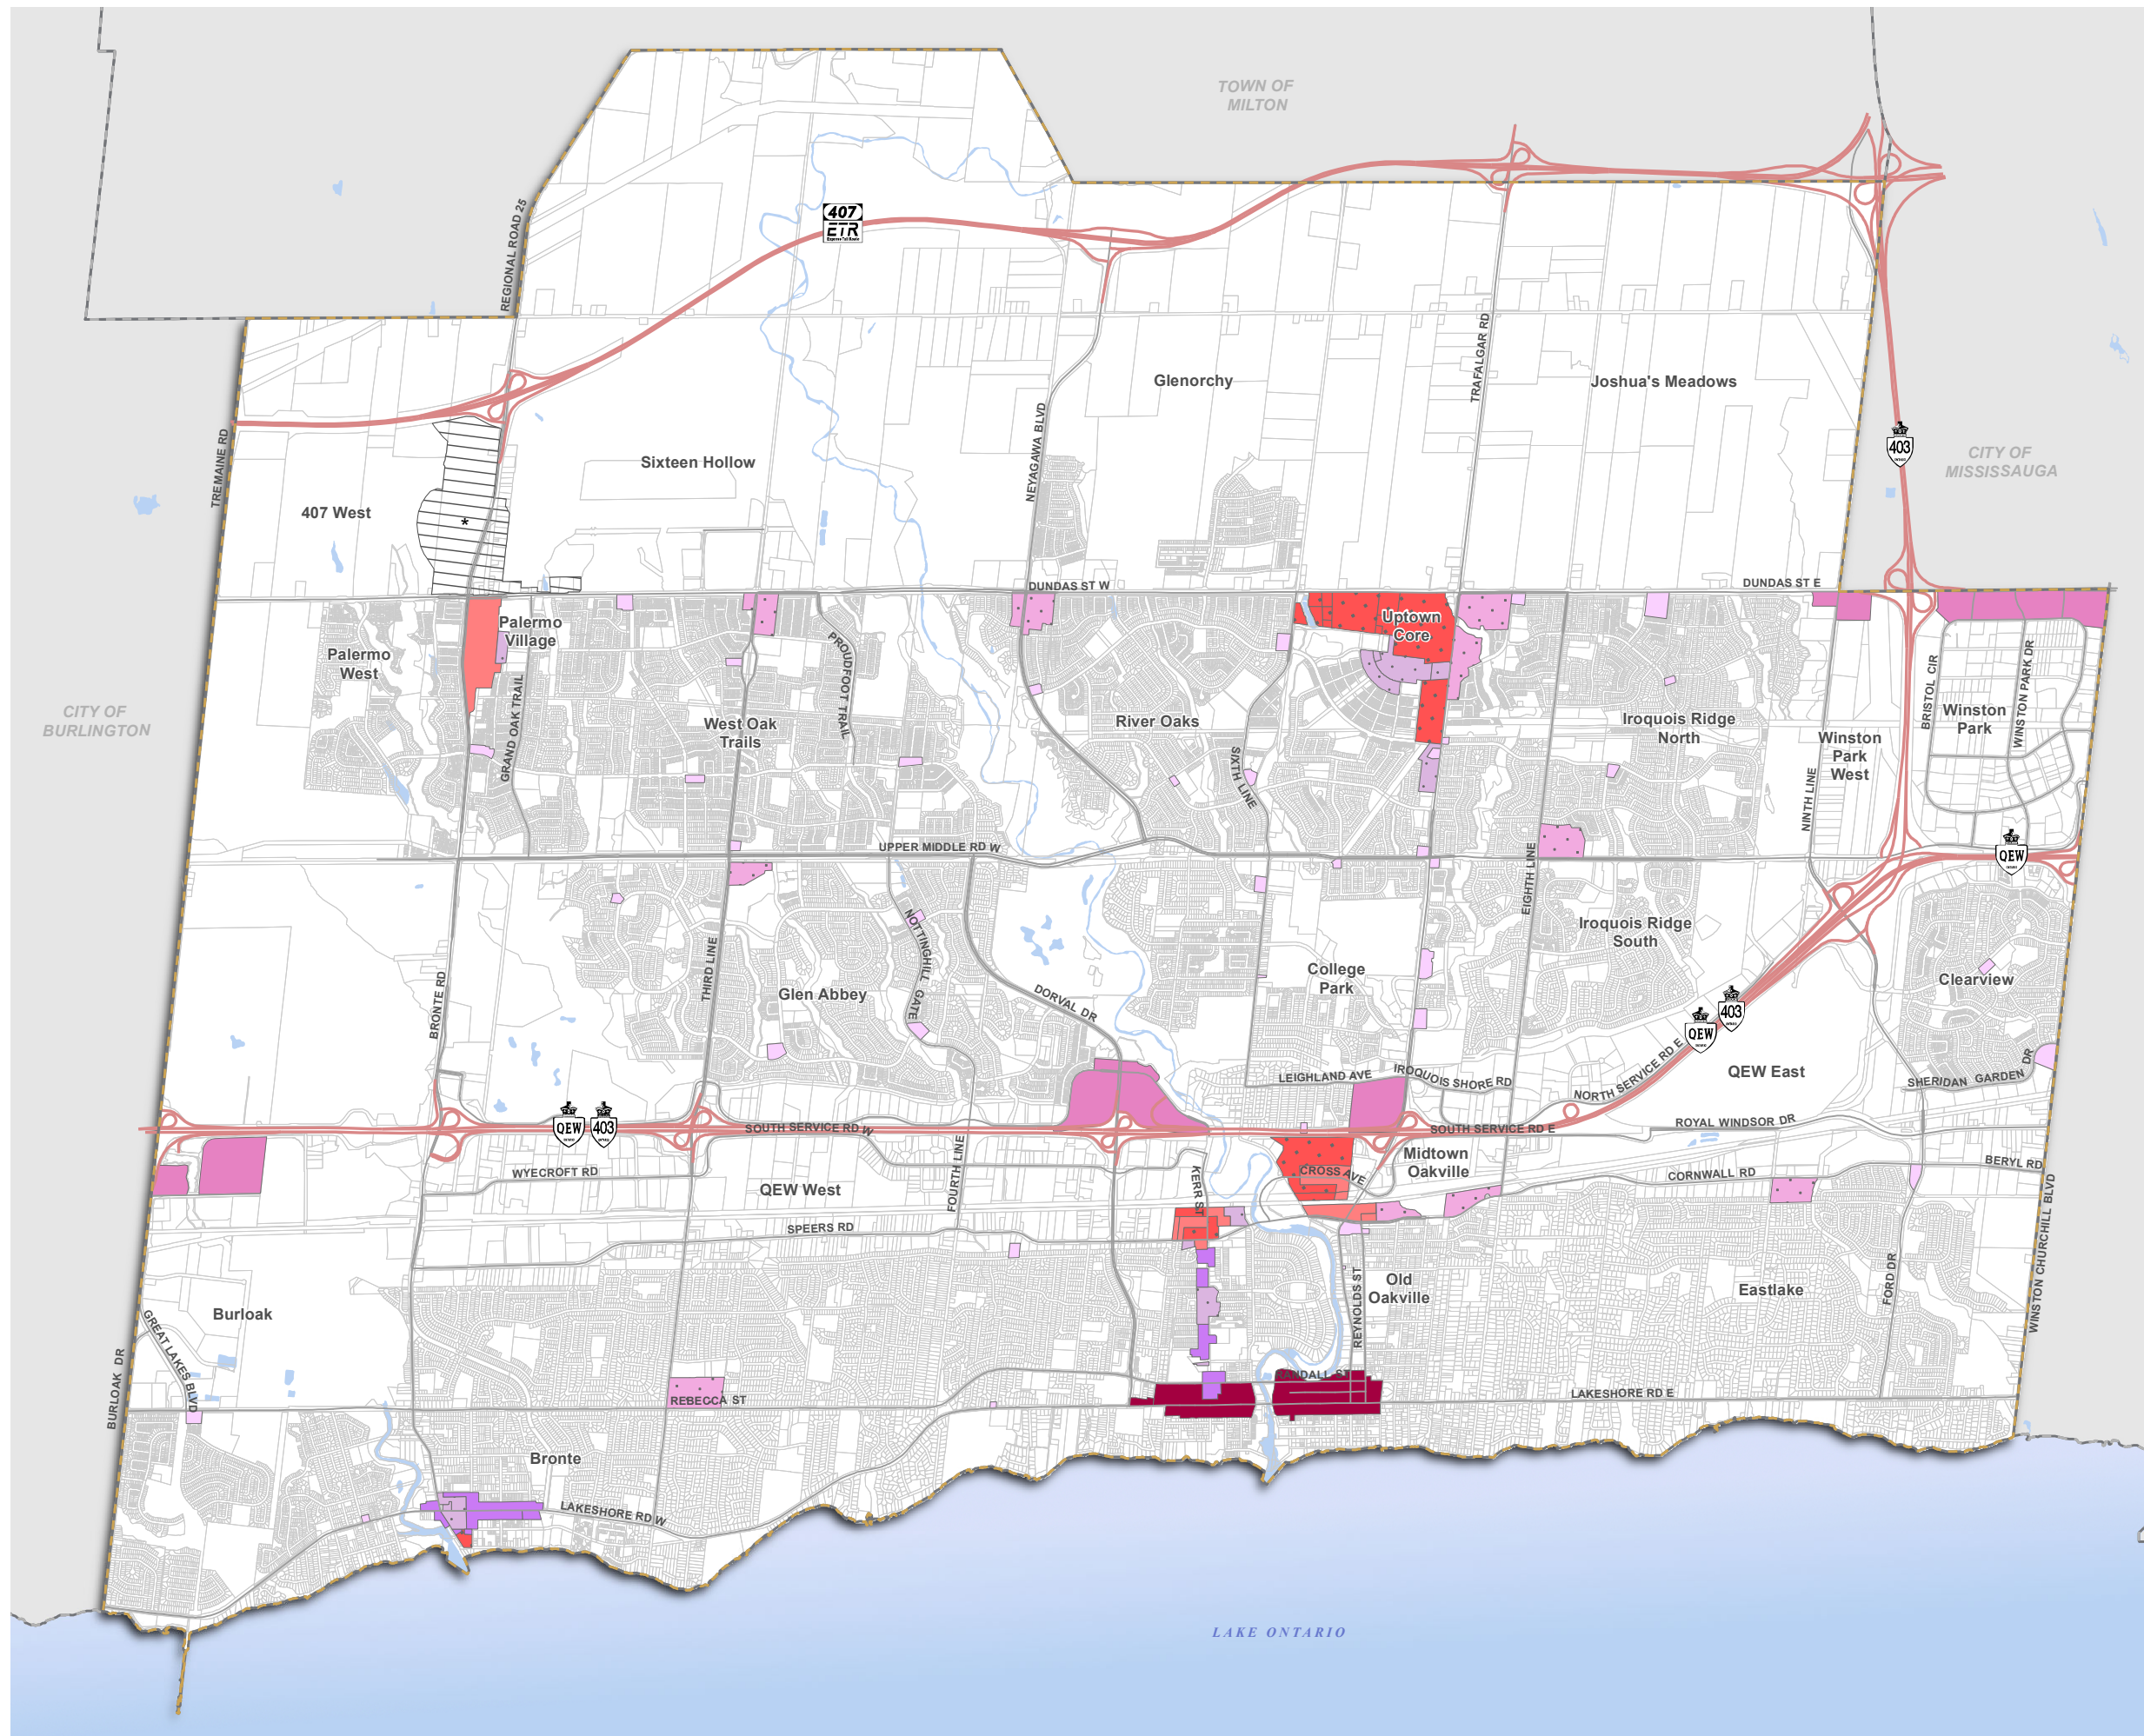 TOWN OF
MILTON
REGIONAL ROAD 25
407
ETR
Express Toll Route
TREMAINE RD
407 West
*
Sixteen Hollow
NEYAGAWA BLVD
Glenorchy
TRAFALGAR RD
Joshua's Meadows
403
CITY OF
MISSISSAUGA
DUNDAS ST W
DUNDAS ST E
Palermo
Village
Palermo
West
GRAND OAK TRAIL
West Oak
Trails
PROUDFOOT TRAIL
River Oaks
SIXTH LINE
Uptown
Core
Iroquois Ridge
North
Winston
Park
West
NINTH LINE
BRISTOL CIR
Winston
Park
WINSTON PARK DR
CITY OF
BURLINGTON
UPPER MIDDLE RD W
QEW
EIGHTH LINE
Iroquois Ridge
South
BRONTE RD
THIRD LINE
Glen Abbey
NOTTINGHILL GATE
DORVAL DR
College
Park
Clearview
403
QEW
QEW East
LEIGHLAND AVE
IROQUOIS SHORE RD
NORTH SERVICE RD E
SHERIDAN GARDEN DR
ROYAL WINDSOR DR
QEW
403
SOUTH SERVICE RD W
SOUTH SERVICE RD E
WYECROFT RD
QEW West
FOURTH LINE
KERR ST
CROSS AVE
Midtown
Oakville
CORNWALL RD
BERYL RD
SPEERS RD
WINSTON CHURCHILL BLVD
Burloak
GREAT LAKES BLVD
BURLOAK DR
Old
Oakville
REYNOLDS ST
Eastlake
FORD DR
RANDALL ST
REBECCA ST
LAKESHORE RD E
Bronte
LAKESHORE RD W
LAKE ONTARIO